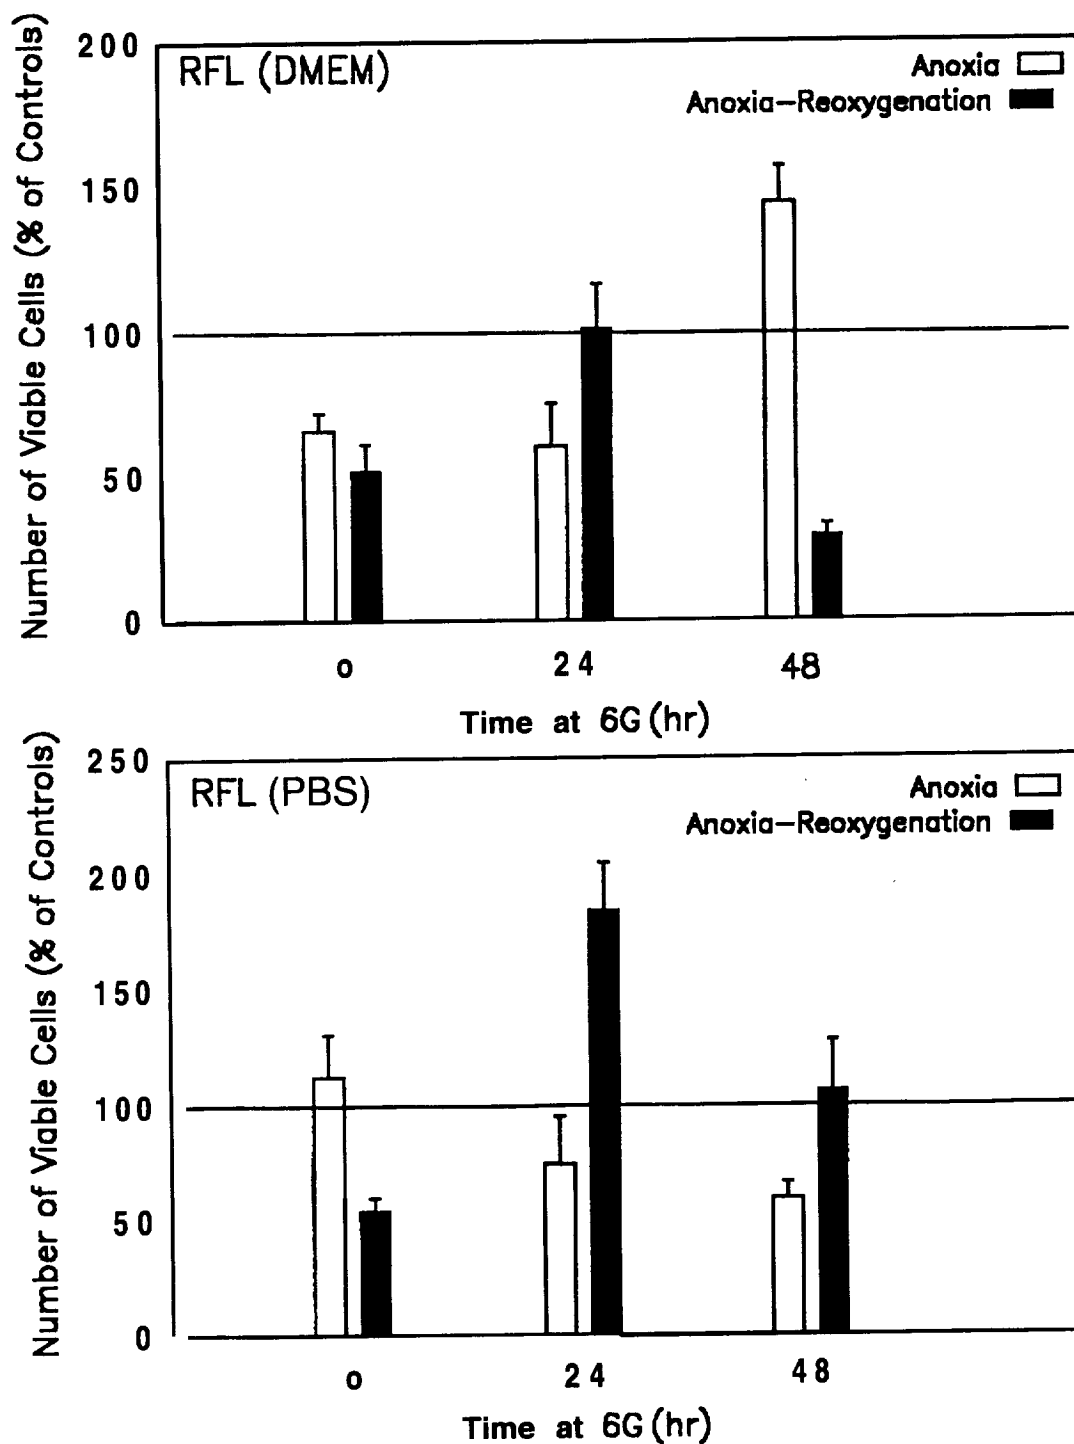 Number of Viable Cells (% of Controls)
200
150
100
50
0
RFL (DMEM)
Anoxia
Anoxia-Reoxygenation
0 24 48
Time at 6G (hr)
Number of Viable Cells (% of Controls)
250
200
150
100
50
0
RFL (PBS)
Anoxia
Anoxia-Reoxygenation
0 24 48
Time at 6G (hr)